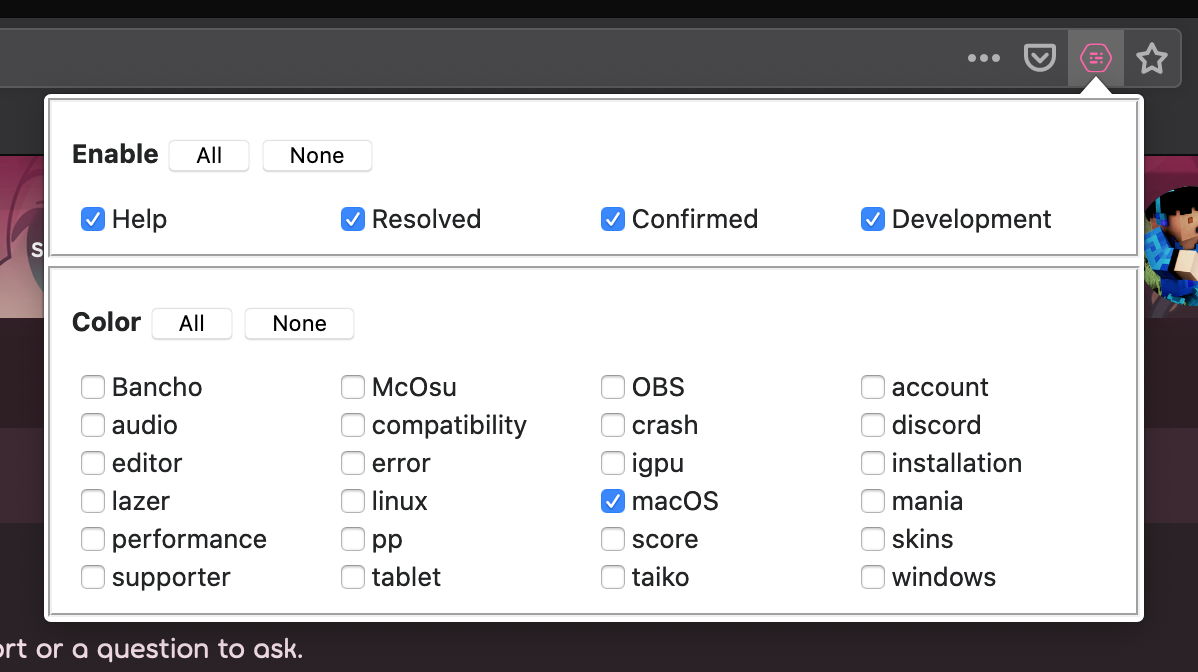 Enable All None
Help Resolved Confirmed Development
S
Color All None
Bancho McOsu OBS account
audio compatibility crash discord
editor error igpu installation
lazer linux macOS mania
performance pp score skins
supporter tablet taiko windows
ort or a question to ask.